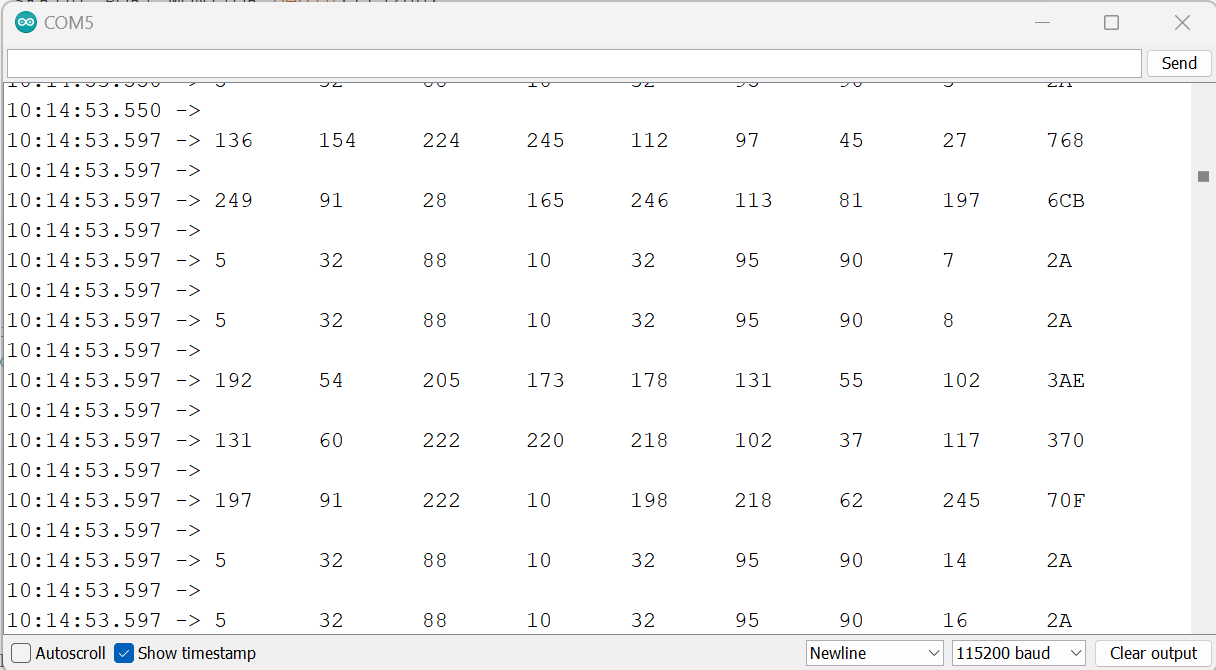 COM5
Send
10:14:53.550 ->
10:14:53.597 -> 136 154 224 245 112 97 45 27 768
10:14:53.597 ->
10:14:53.597 -> 249 91 28 165 246 113 81 197 6CB
10:14:53.597 ->
10:14:53.597 -> 5 32 88 10 32 95 90 7 2A
10:14:53.597 ->
10:14:53.597 -> 5 32 88 10 32 95 90 8 2A
10:14:53.597 ->
10:14:53.597 -> 192 54 205 173 178 131 55 102 3AE
10:14:53.597 ->
10:14:53.597 -> 131 60 222 220 218 102 37 117 370
10:14:53.597 ->
10:14:53.597 -> 197 91 222 10 198 218 62 245 70F
10:14:53.597 ->
10:14:53.597 -> 5 32 88 10 32 95 90 14 2A
10:14:53.597 ->
10:14:53.597 -> 5 32 88 10 32 95 90 16 2A
Autoscroll Show timestamp Newline 115200 baud Clear output